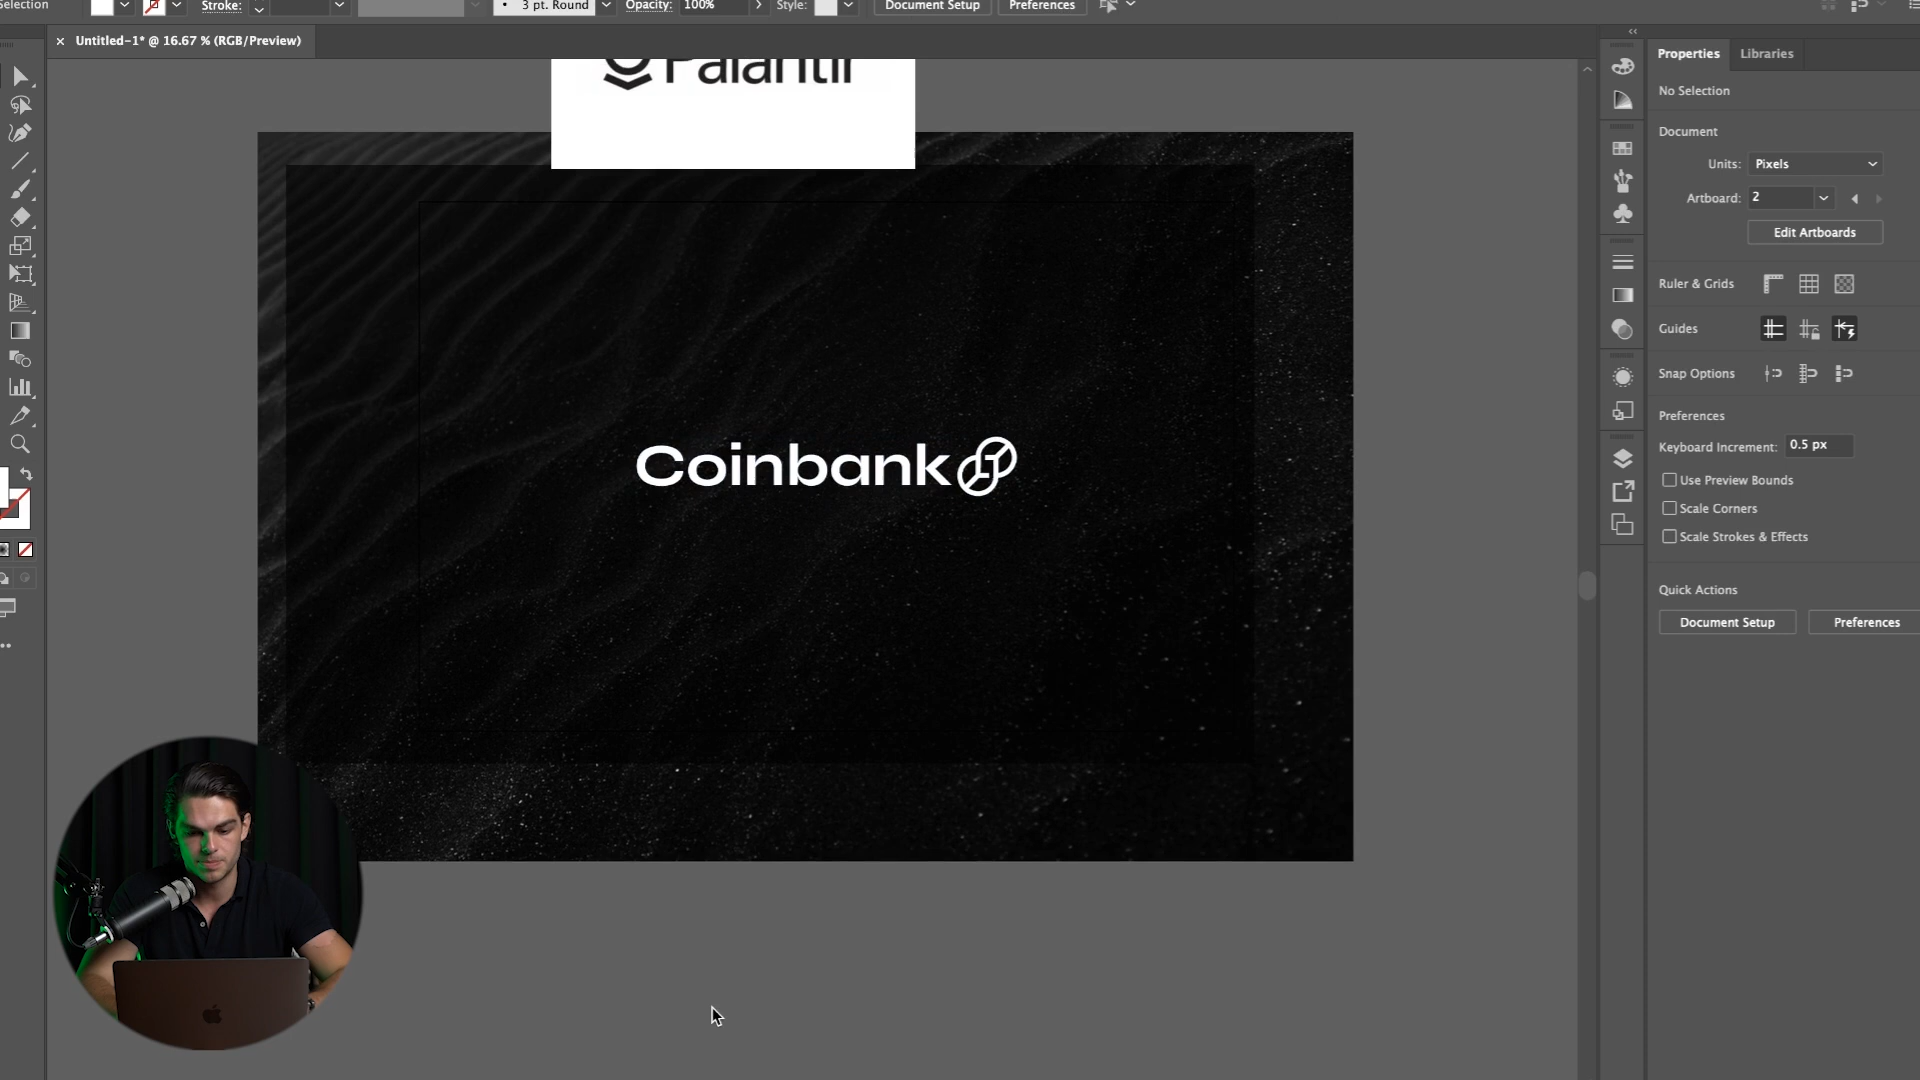 Selection
Stroke:
3 pt. Round
Opacity:
100%
Style:
Document Setup
Preferences
× Untitled-1* @ 16.67 % (RGB/Preview)
Properties
Libraries
Palantir
No Selection
Document
Units:
Pixels
Artboard:
2
Edit Artboards
Ruler & Grids
Guides
Snap Options
Preferences
Keyboard Increment:
0.5 px
Use Preview Bounds
Scale Corners
Scale Strokes & Effects
Coinbank
Quick Actions
Document Setup
Preferences